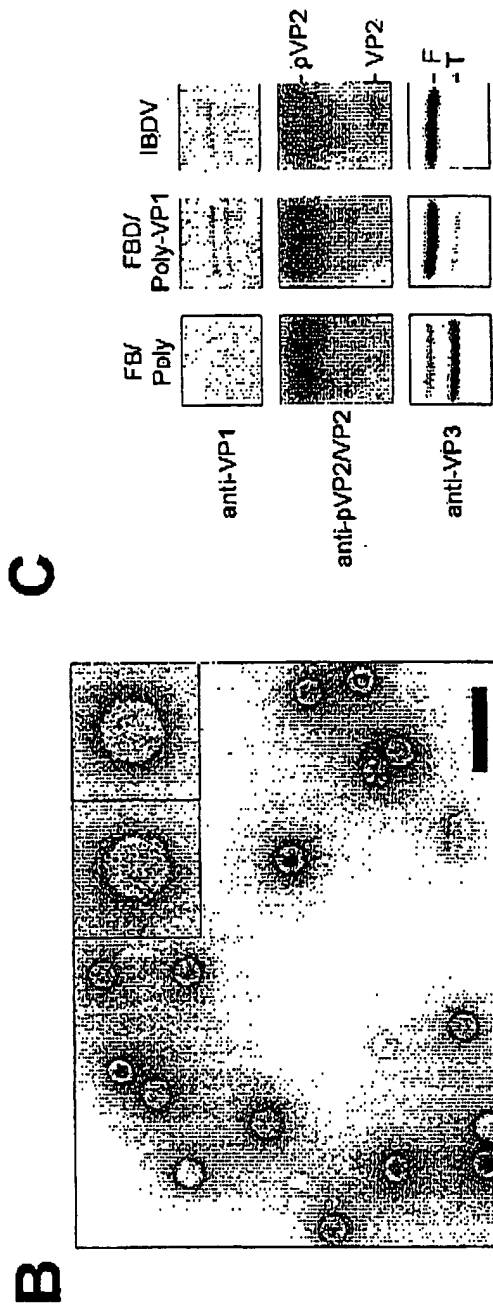 B
C
FB/
Poly
FBD/
Poly-VP1
IBDV
anti-VP1
anti-pVP2/VP2
pVP2
VP2
anti-VP3
F
T